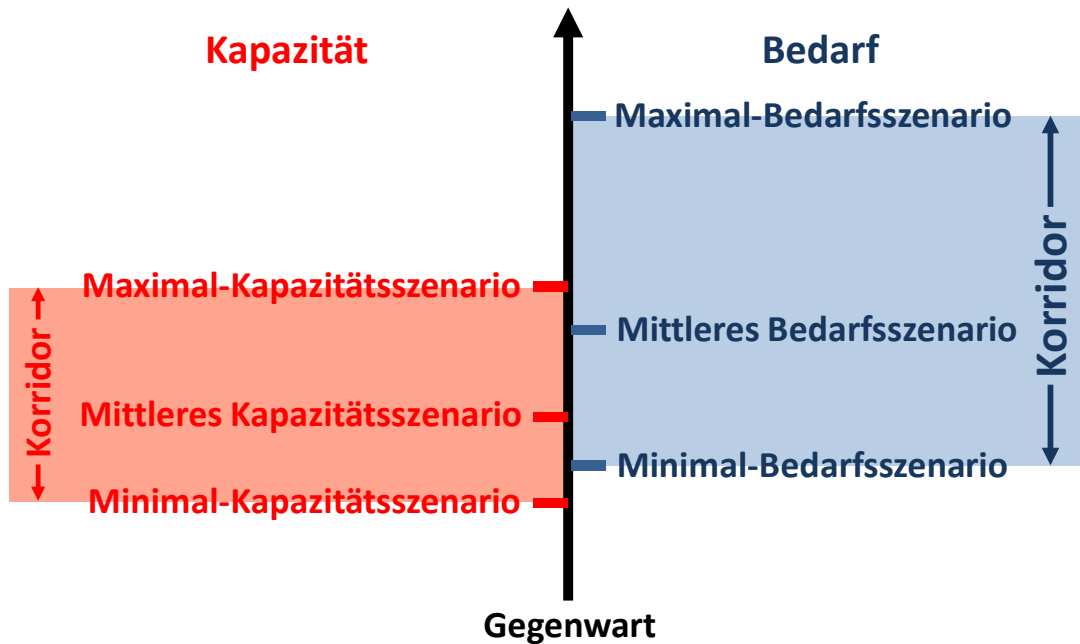 Kapazität
Bedarf
Maximal-Bedarfsszenario
Korridor
Maximal-Kapazitätsszenario
Mittleres Bedarfsszenario
Korridor
Mittleres Kapazitätsszenario
Minimal-Bedarfsszenario
Minimal-Kapazitätsszenario
Gegenwart